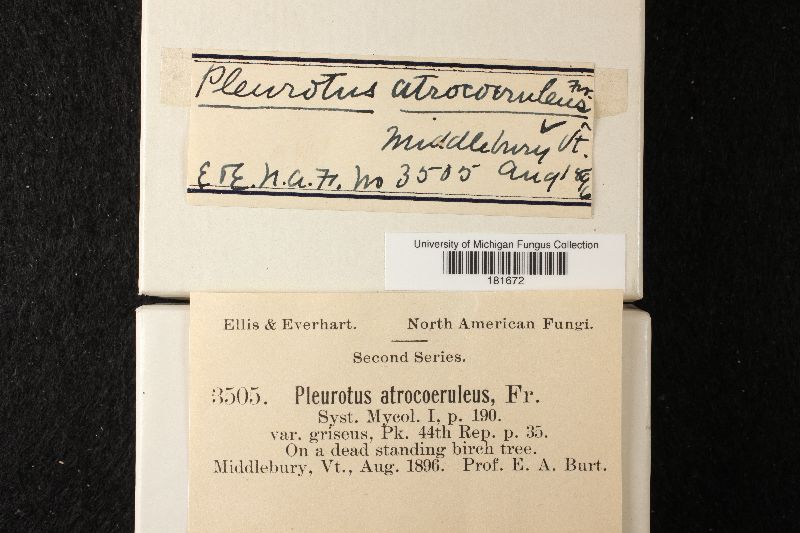 Pleurotus atrocoeruleus Fr.
Middlebury Vt.
E & E. N. A. F. No 3505 Aug
University of Michigan Fungus Collection
181672
Ellis & Everhart. North American Fungi.
Second Series.
3505. Pleurotus atrocoeruleus, Fr.
Syst. Mycol. I, p. 190.
var. griseus, Pk. 44th Rep. p. 35.
On a dead standing birch tree.
Middlebury, Vt., Aug. 1896. Prof. E. A. Burt.